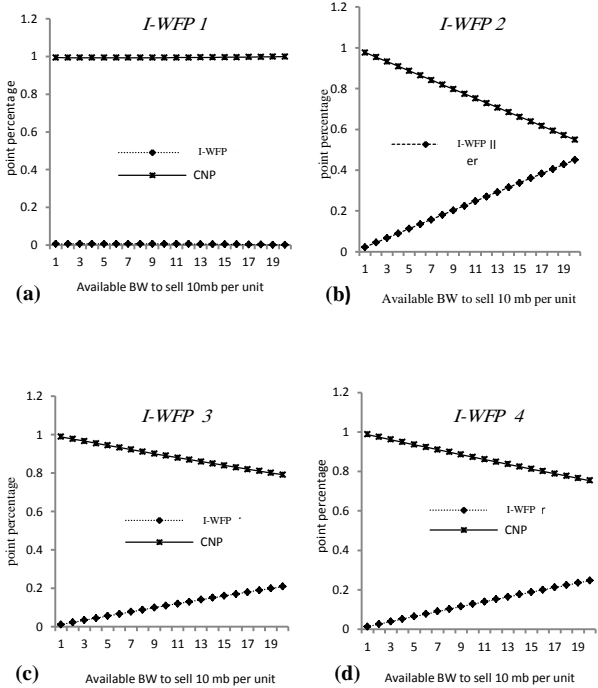 I-WFP 1
1.2
1
0.8
0.6
0.4
0.2
0
point percentage
I-WFP
CNP
1 3 5 7 9 11 13 15 17 19
(a)
Available BW to sell 10mb per unit
I-WFP 2
1.2
1
0.8
0.6
0.4
0.2
0
point percentage
I-WFP ||
er
1 3 5 7 9 11 13 15 17 19
(b)
Available BW to sell 10 mb per unit
I-WFP 3
1.2
1
0.8
0.6
0.4
0.2
0
point percentage
I-WFP
CNP
1 3 5 7 9 11 13 15 17 19
(c)
Available BW to sell 10 mb per unit
I-WFP 4
1.2
1
0.8
0.6
0.4
0.2
0
point percentage
I-WFP r
CNP
1 3 5 7 9 11 13 15 17 19
(d)
Available BW to sell 10 mb per unit